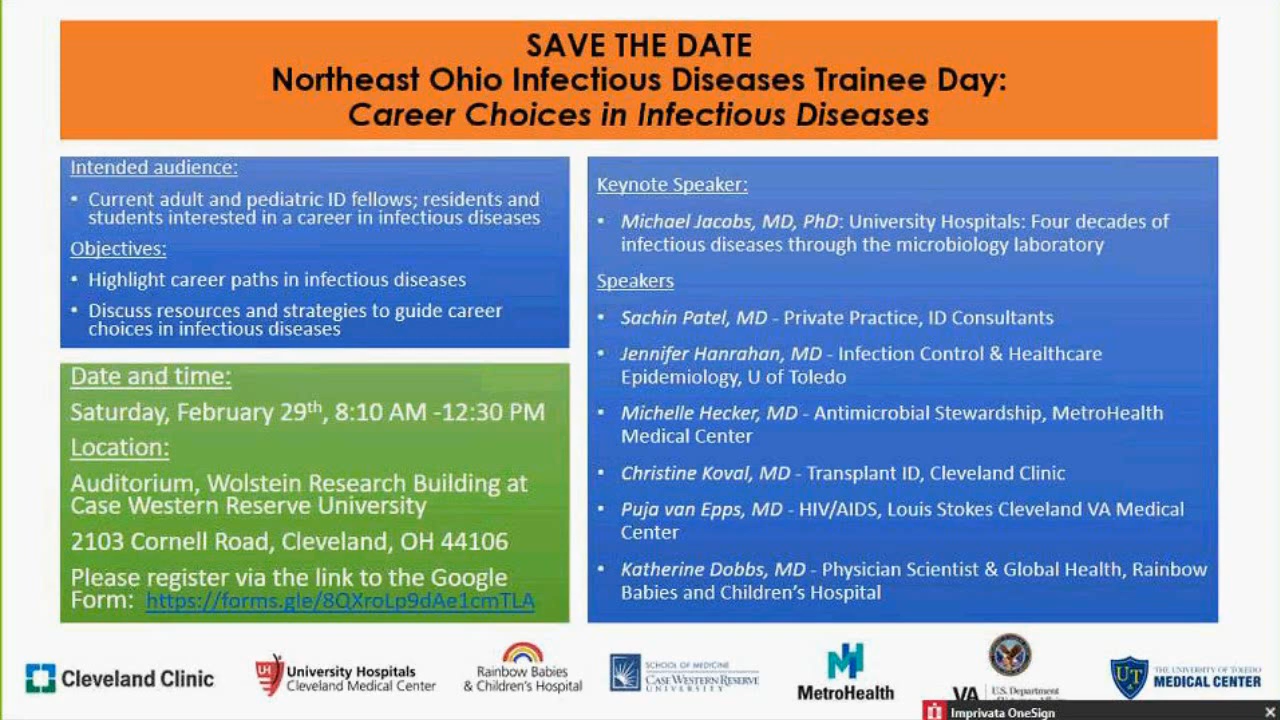 SAVE THE DATE
Northeast Ohio Infectious Diseases Trainee Day:
Career Choices in Infectious Diseases
Intended audience:
• Current adult and pediatric ID fellows; residents and
students interested in a career in infectious diseases
Objectives:
• Highlight career paths in infectious diseases
• Discuss resources and strategies to guide career
choices in infectious diseases
Date and time:
Saturday, February 29th, 8:10 AM -12:30 PM
Location:
Auditorium, Wolstein Research Building at
Case Western Reserve University
2103 Cornell Road, Cleveland, OH 44106
Please register via the link to the Google
Form: https://forms.gle/8QXroLp9dAe1cmTLA
Keynote Speaker:
• Michael Jacobs, MD, PhD: University Hospitals: Four decades of
infectious diseases through the microbiology laboratory
Speakers
• Sachin Patel, MD - Private Practice, ID Consultants
• Jennifer Hanrahan, MD - Infection Control & Healthcare
Epidemiology, U of Toledo
• Michelle Hecker, MD - Antimicrobial Stewardship, MetroHealth
Medical Center
• Christine Koval, MD - Transplant ID, Cleveland Clinic
• Puja van Epps, MD - HIV/AIDS, Louis Stokes Cleveland VA Medical
Center
• Katherine Dobbs, MD - Physician Scientist & Global Health, Rainbow
Babies and Children's Hospital
Cleveland Clinic
UH
University Hospitals
Cleveland Medical Center
Rainbow Babies
& Children's Hospital
SCHOOL OF MEDICINE
CASE WESTERN RESERVE
UNIVERSITY
MetroHealth
VA
U.S. Department
UT
THE UNIVERSITY OF TOLEDO
MEDICAL CENTER
Imprivata OneSign